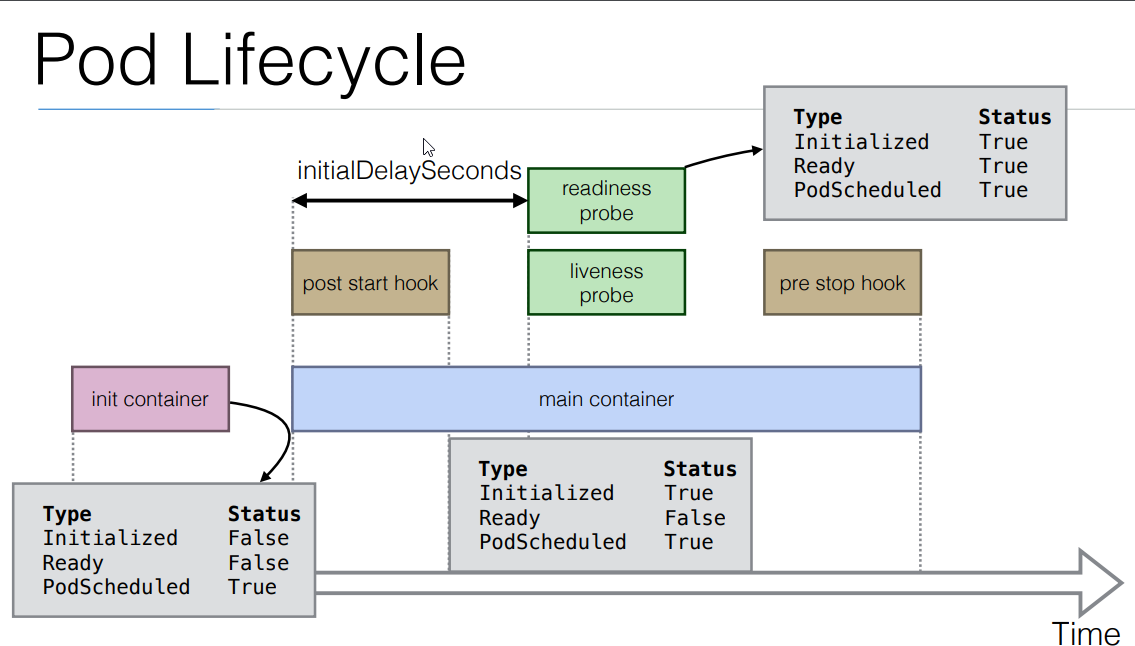 Pod Lifecycle
Type Status
Initialized True
Ready True
PodScheduled True
initialDelaySeconds
readiness
probe
post start hook
liveness
probe
pre stop hook
init container
main container
Type Status
Initialized True
Ready False
PodScheduled True
Type Status
Initialized False
Ready False
PodScheduled True
Time